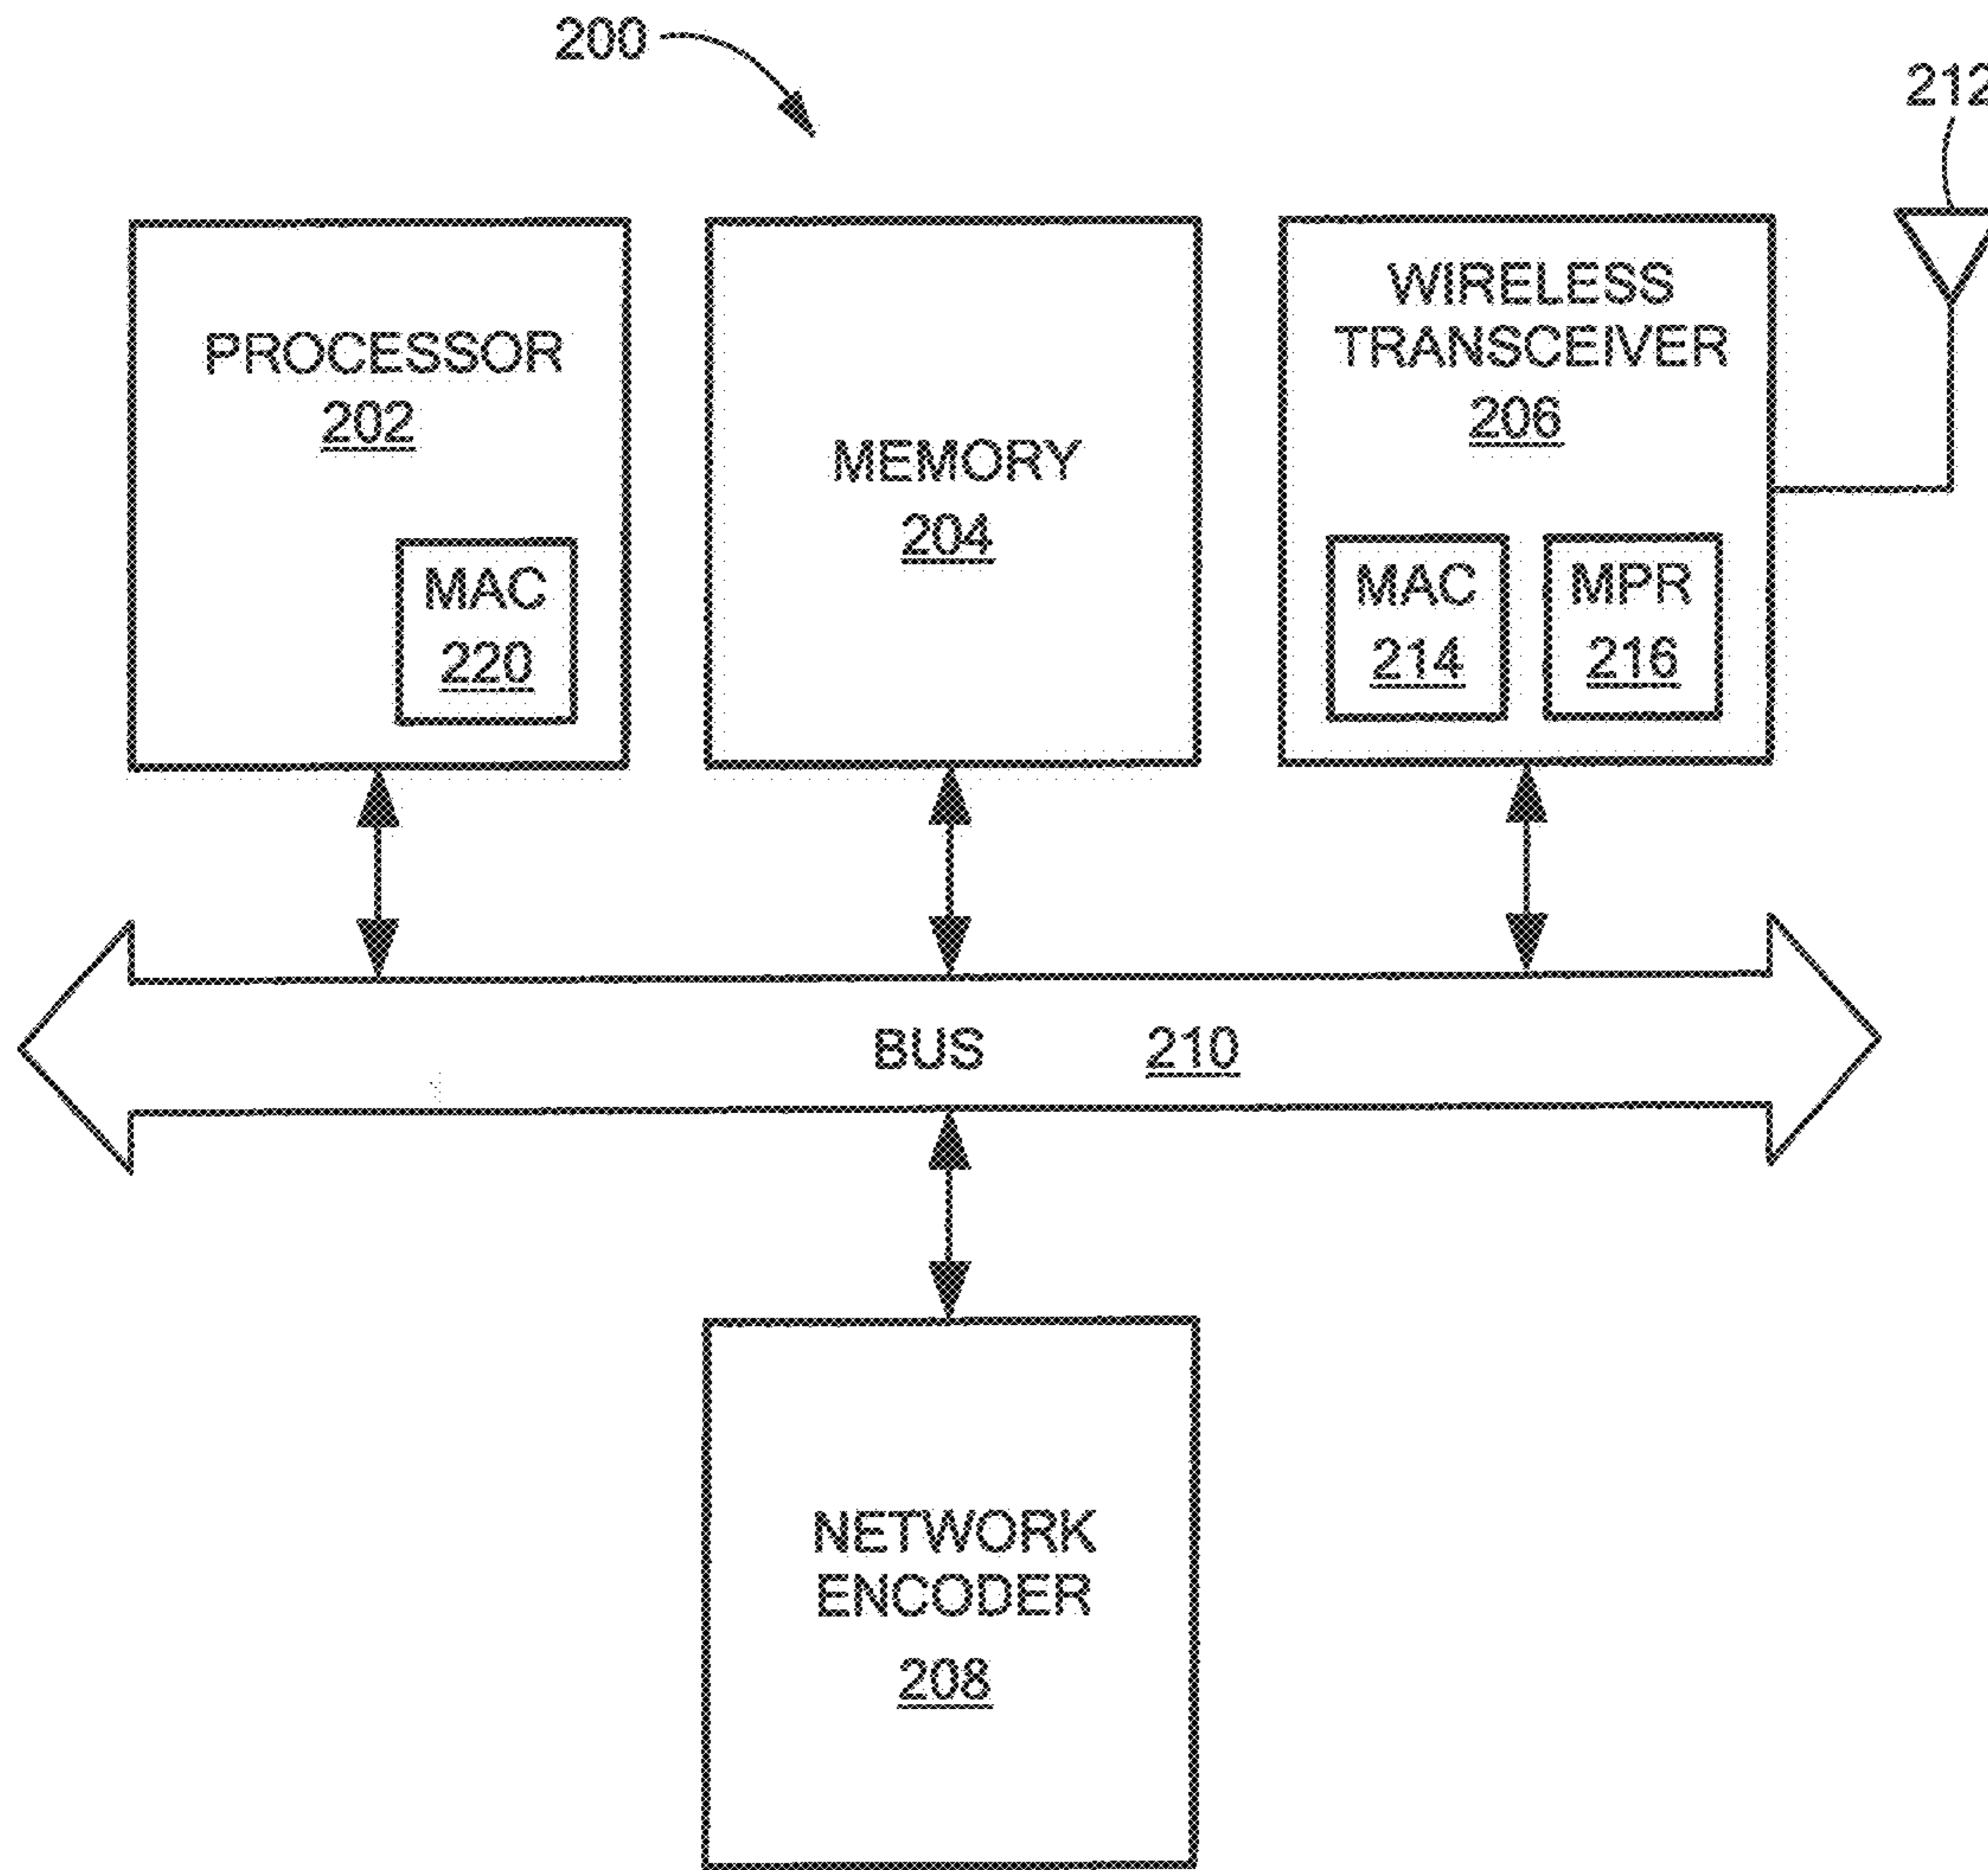 200
212
PROCESSOR
202
MAC
220
MEMORY
204
WIRELESS
TRANSCEIVER
206
MAC
214
MPR
216
BUS 210
NETWORK
ENCODER
208